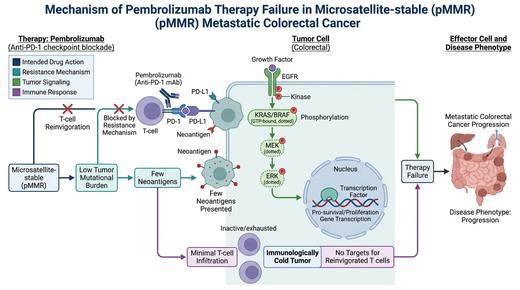 Mechanism of Pembrolizumab Therapy Failure in Microsatellite-stable (pMMR)
(pMMR) Metastatic Colorectal Cancer
Therapy: Pembrolizumab
(Anti-PD-1 checkpoint blockade)
Tumor Cell
(Colorectal)
Effector Cell and
Disease Phenotype
Intended Drug Action
Resistance Mechanism
Tumor Signaling
Immune Response
Pembrolizumab
(Anti-PD-1 mAb)
PD-L1
T-cell
PD-1
PD-L1
Neoantigen
T-cell
Reinvigoration
Blocked by
Resistance
Mechanism
Growth Factor
EGFR
P
P
Kinase
KRAS/BRAF
(GTP-bound, dotted)
P
P
Phosphorylation
MEK
(dotted)
P
ERK
(dotted)
P
Nucleus
Transcription
Factor
Pro-survival/Proliferation
Gene Transcription
Metastatic Colorectal
Cancer Progression
Microsatellite-
stable
(pMMR)
Low Tumor
Mutational
Burden
Few
Neoantigens
Neoantigen
Few
Neoantigens
Presented
Therapy
Failure
Disease Phenotype:
Progression
Inactive/exhausted
Minimal T-cell
Infiltration
Immunologically
Cold Tumor
No Targets for
Reinvigorated T cells